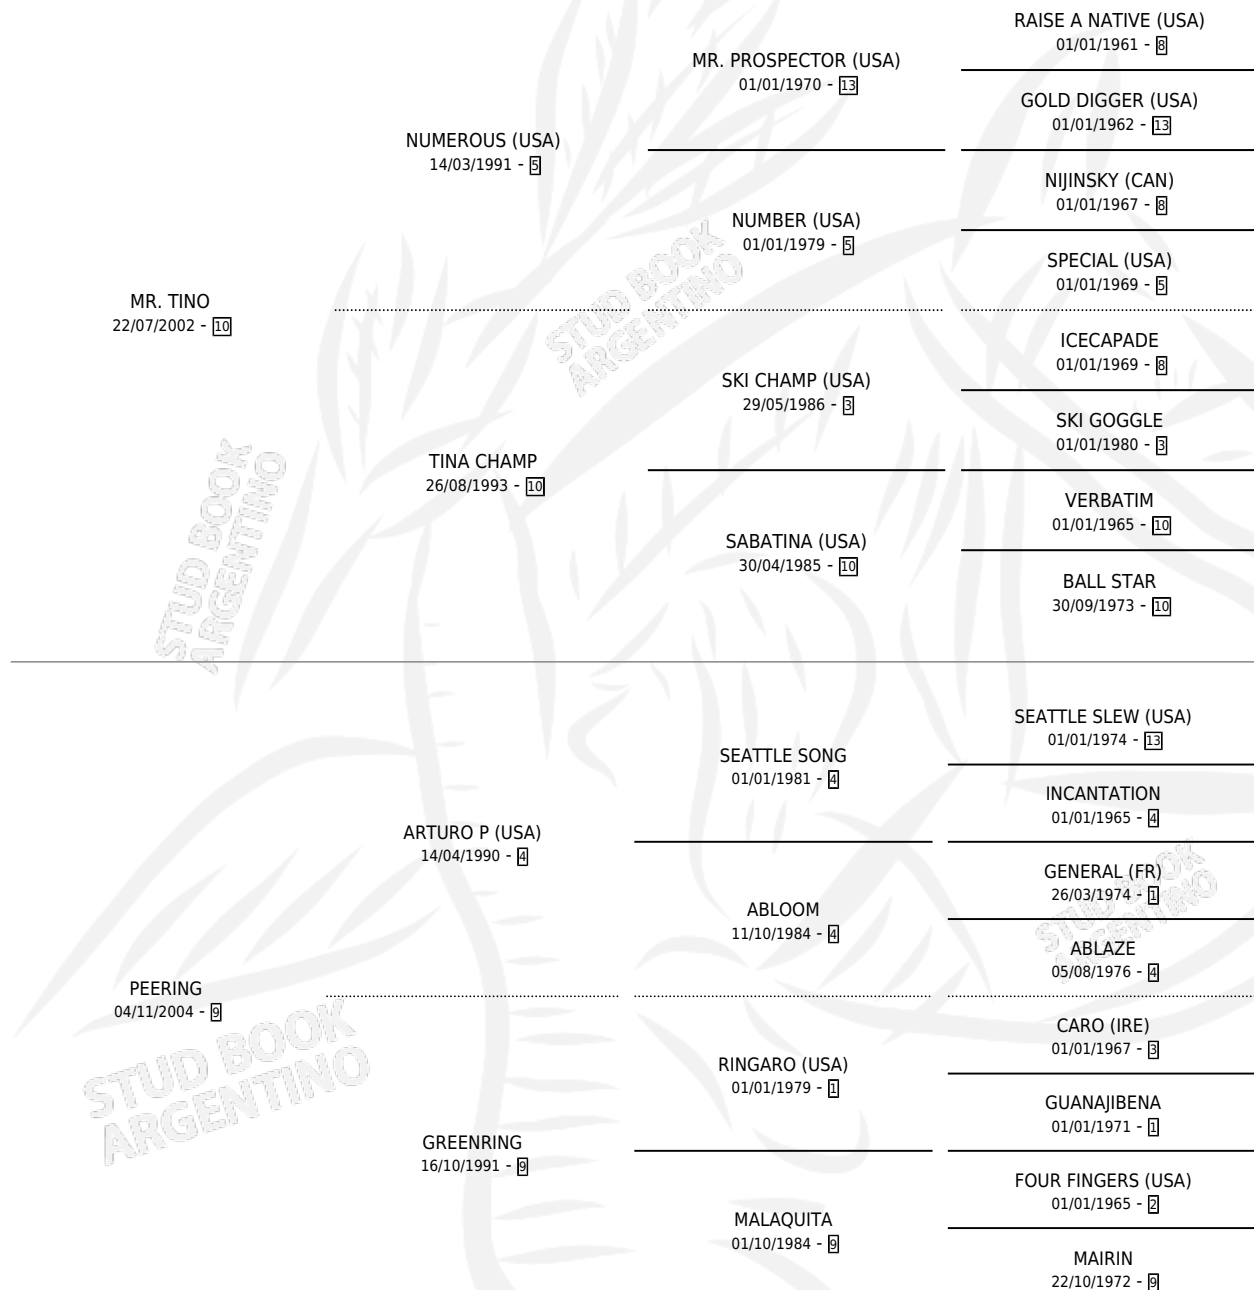 RAISE A NATIVE (USA)
01/01/1961 - 8
MR. PROSPECTOR (USA)
01/01/1970 - 13
GOLD DIGGER (USA)
01/01/1962 - 13
NUMEROUS (USA)
14/03/1991 - 5
NIJINSKY (CAN)
01/01/1967 - 8
NUMBER (USA)
01/01/1979 - 5
SPECIAL (USA)
01/01/1969 - 5
MR. TINO
22/07/2002 - 10
ICECAPADE
01/01/1969 - 8
SKI CHAMP (USA)
29/05/1986 - 3
SKI GOGGLE
01/01/1980 - 3
TINA CHAMP
26/08/1993 - 10
VERBATIM
01/01/1965 - 10
SABATINA (USA)
30/04/1985 - 10
BALL STAR
30/09/1973 - 10
STUD BOOK
ARGENTINO
STUD BOOK
ARGENTINO
SEATTLE SLEW (USA)
01/01/1974 - 13
SEATTLE SONG
01/01/1981 - 4
INCANTATION
01/01/1965 - 4
ARTURO P (USA)
14/04/1990 - 4
GENERAL (FR)
26/03/1974 - 1
ABLOOM
11/10/1984 - 4
ABLAZE
05/08/1976 - 4
PEERING
04/11/2004 - 9
CARO (IRE)
01/01/1967 - 3
RINGARO (USA)
01/01/1979 - 1
GUANAJIBENA
01/01/1971 - 1
GREENRING
16/10/1991 - 9
FOUR FINGERS (USA)
01/01/1965 - 2
MALAQUITA
01/10/1984 - 9
MAIRIN
22/10/1972 - 9
STUD BOOK
ARGENTINO
STUD BOOK
ARGENTINO